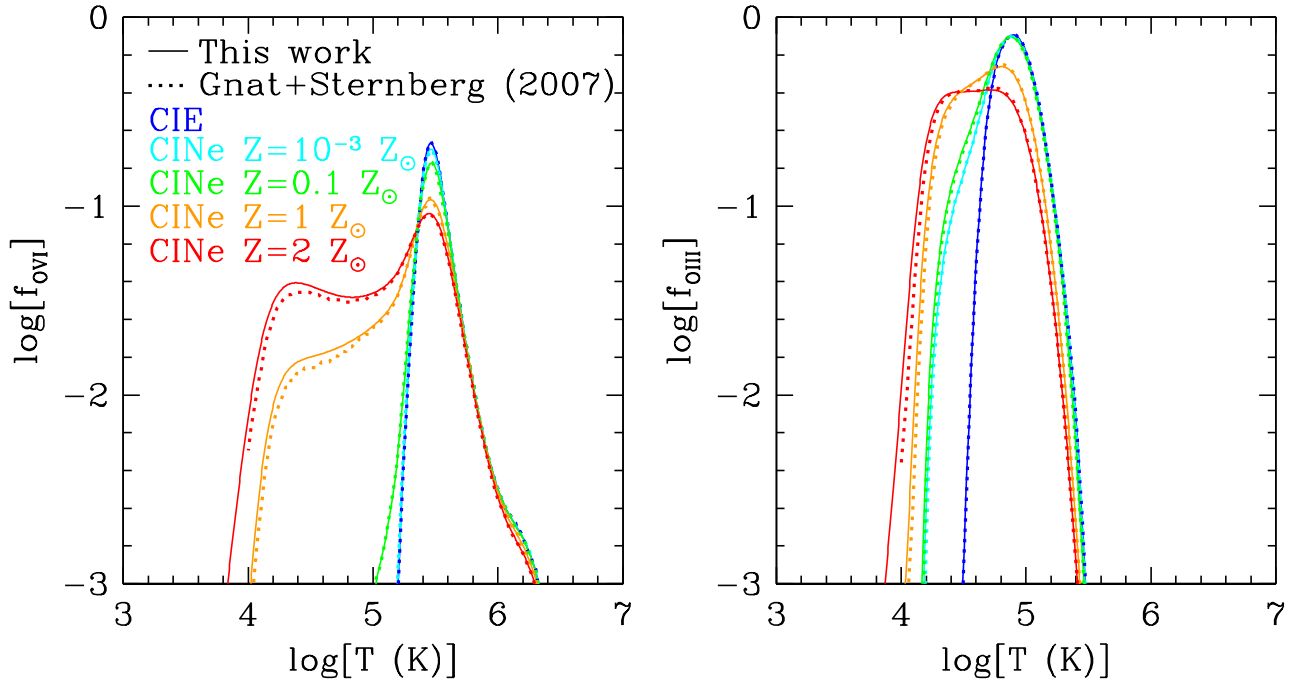 0
−1
−2
−3
3 4 5 6 7
log[f_OVI]
log[T (K)]
This work
Gnat+Sternberg (2007)
CIE
CINe Z=10⁻³ Z☉
CINe Z=0.1 Z☉
CINe Z=1 Z☉
CINe Z=2 Z☉
0
−1
−2
−3
3 4 5 6 7
log[f_OIII]
log[T (K)]